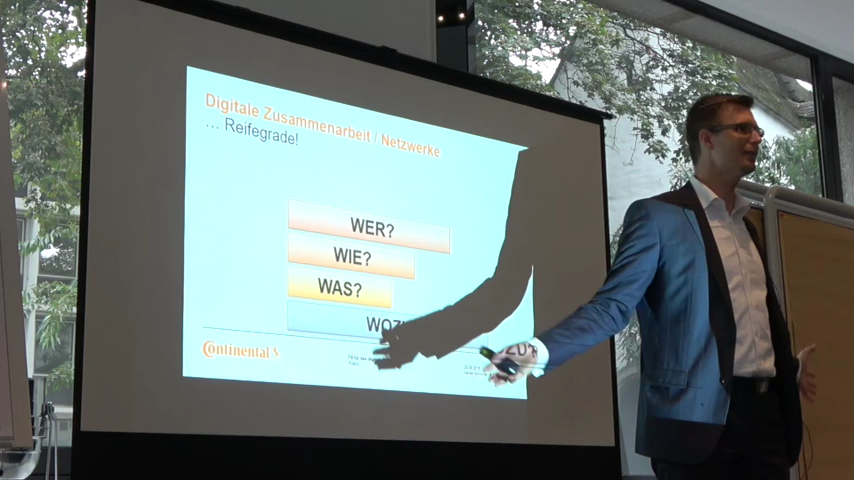 Digitale Zusammenarbeit / Netzwerke
... Reifegrade!
WER?
WIE?
WAS?
Continental